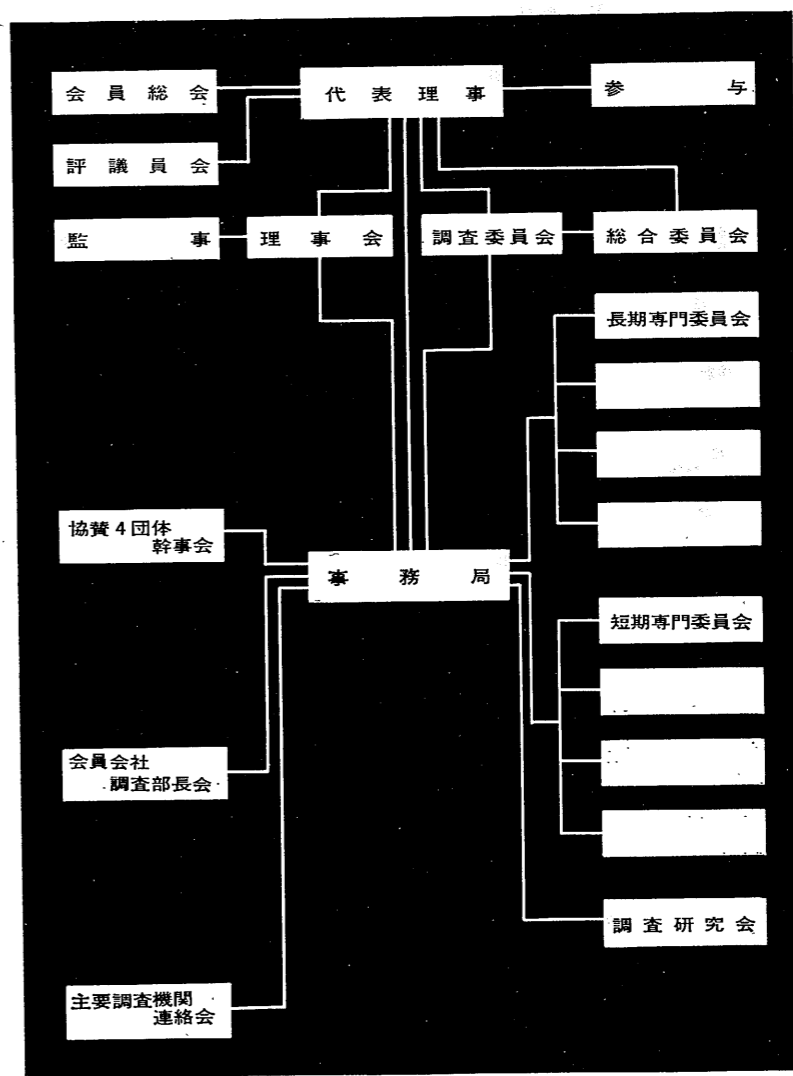 会員総会
代表理事
参与
評議員会
監事
理事会
調査委員会
総合委員会
長期専門委員会
協賛4団体
幹事会
事務局
短期専門委員会
会員会社
調査部長会
調査研究会
主要調査機関
連絡会